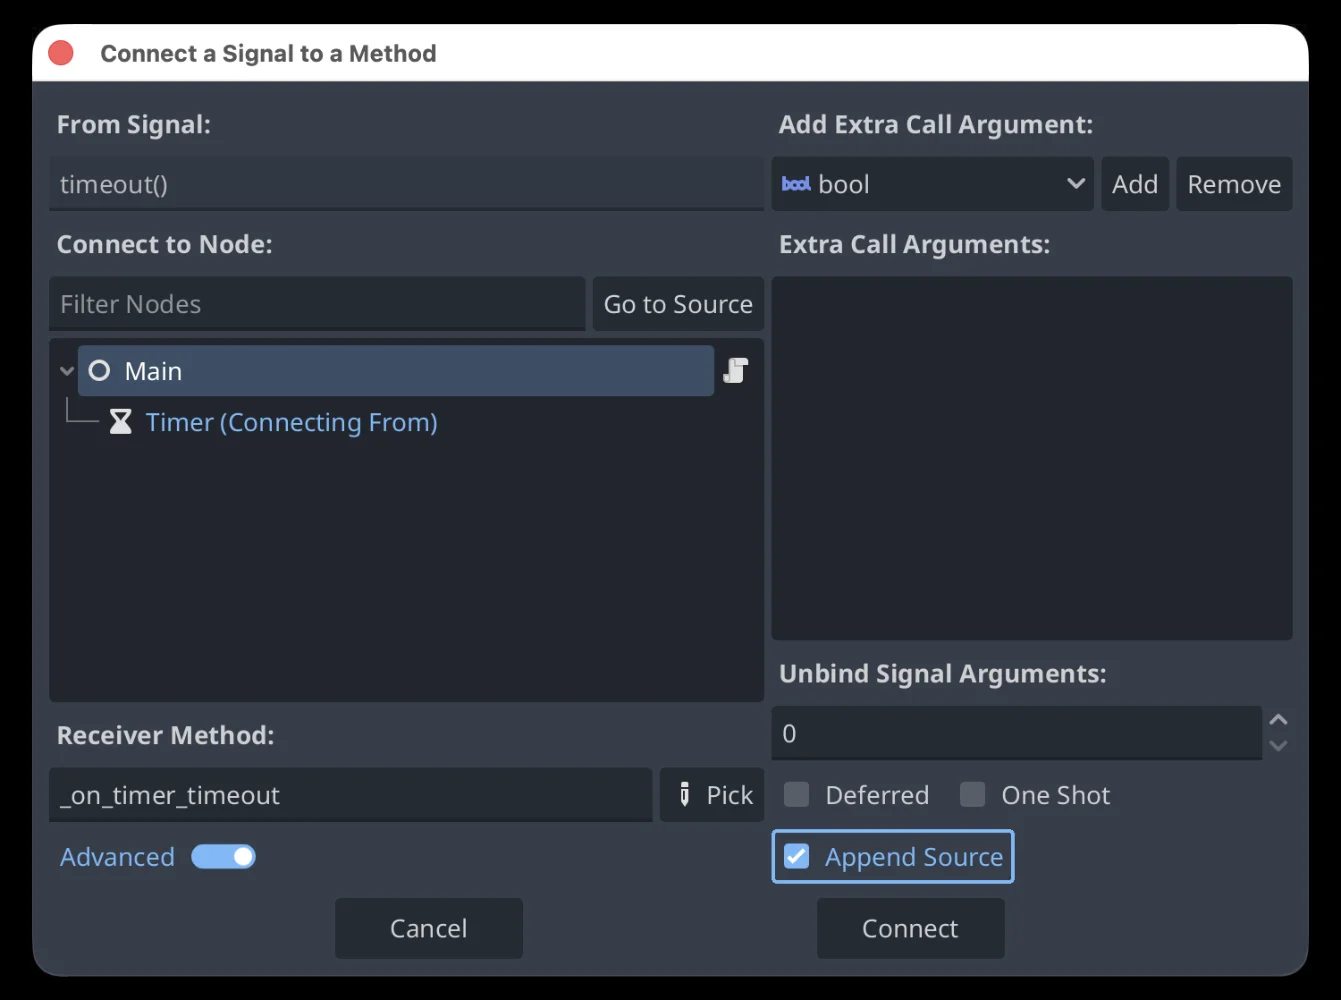 Connect a Signal to a Method
From Signal:
timeout()
Connect to Node:
Filter Nodes
Go to Source
Main
Timer (Connecting From)
Receiver Method:
_on_timer_timeout
Pick
Advanced
Add Extra Call Argument:
bool bool
Add
Remove
Extra Call Arguments:
Unbind Signal Arguments:
0
Deferred
One Shot
Append Source
Cancel
Connect